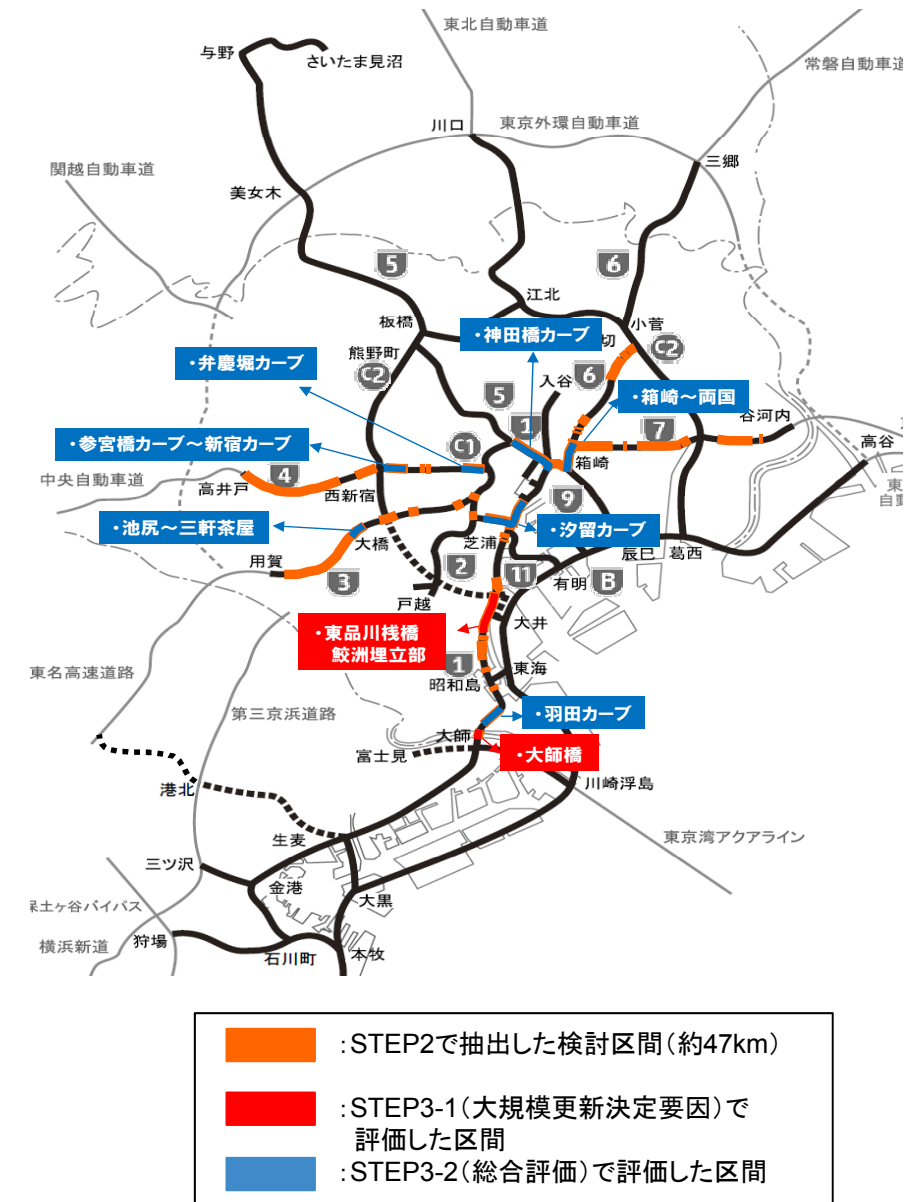 東北自動車道
与野
さいたま見沼
常磐自動車道
川口
東京外環自動車道
三郷
関越自動車道
美女木
5
6
江北
板橋
・神田橋カーブ
小菅
切
C2
熊野町
・弁慶堀カーブ
C2
入谷
6
5
・箱崎～両国
1
谷河内
・参宮橋カーブ～新宿カーブ
C1
7
高谷
箱崎
中央自動車道
4
高井戸
西新宿
9
東
自動
・池尻～三軒茶屋
大橋
芝浦
・汐留カーブ
辰巳
葛西
用賀
3
2
11
有明
B
戸越
・東品川桟橋
鮫洲埋立部
大井
1
東海
東名高速道路
昭和島
第三京浜道路
・羽田カーブ
大師
富士見
・大師橋
川崎浮島
港北
生麦
東京湾アクアライン
三ツ沢
金港
大黒
保土ヶ谷バイパス
横浜新道
狩場
石川町
本牧
:STEP2で抽出した検討区間(約47km)
:STEP3-1(大規模更新決定要因)で
評価した区間
:STEP3-2(総合評価)で評価した区間